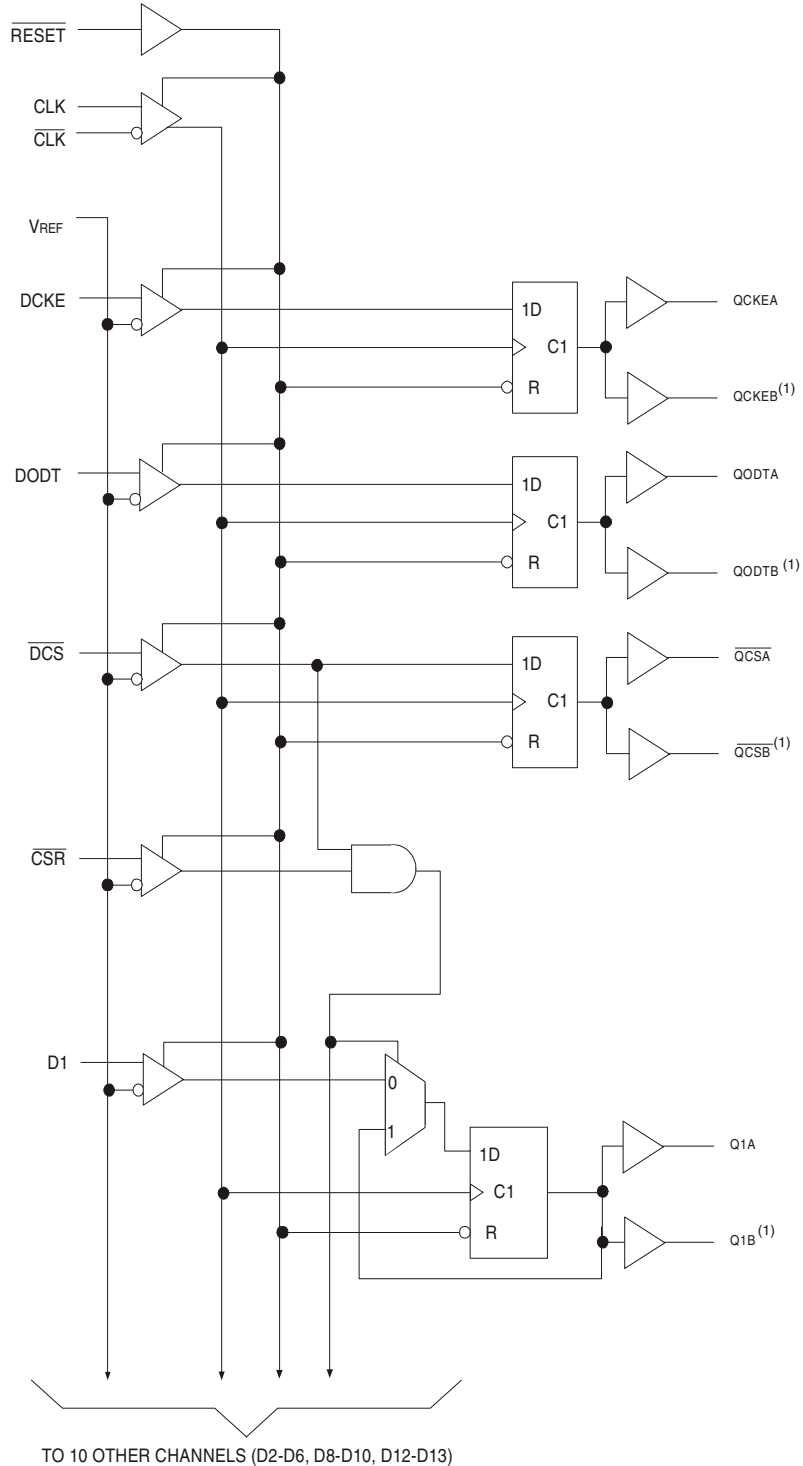 RESET
CLK
CLK
VREF
DCKE
1D
C1
R
QCKEA
QCKEB(1)
DODT
1D
C1
R
QODTA
QODTB (1)
DCS
1D
C1
R
QCSA
QCSB(1)
CSR
D1
0
1
1D
C1
R
Q1A
Q1B(1)
TO 10 OTHER CHANNELS (D2-D6, D8-D10, D12-D13)